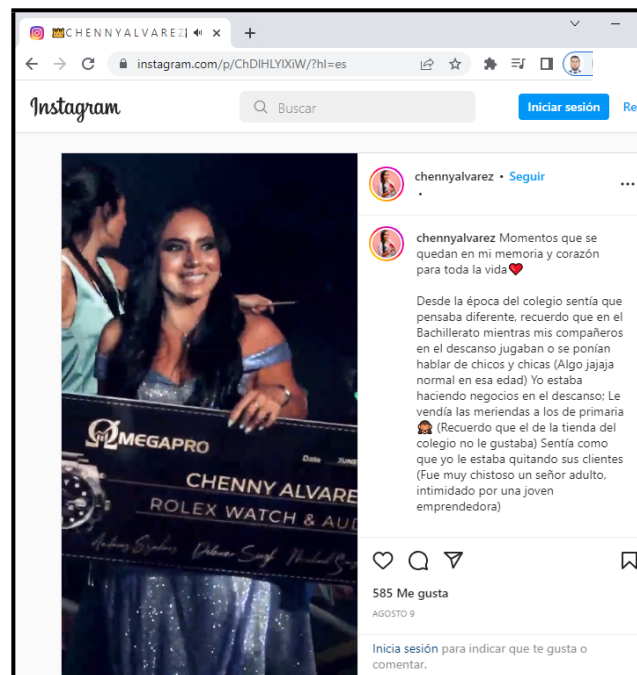 CHENNYALVAREZ|
instagram.com/p/ChDIHLYIXiW/?hl=es
Instagram
Buscar
Iniciar sesión
Re
chennyalvarez • Seguir
chennyalvarez Momentos que se
quedan en mi memoria y corazón
para toda la vida❤️
Desde la época del colegio sentía que
pensaba diferente, recuerdo que en el
Bachillerato mientras mis compañeros
en el descanso jugaban o se ponían
hablar de chicos y chicas (Algo jajaja
normal en esa edad) Yo estaba
haciendo negocios en el descanso; Le
vendía las meriendas a los de primaria
🙊 (Recuerdo que el de la tienda del
colegio no le gustaba) Sentía como
que yo le estaba quitando sus clientes
(Fue muy chistoso un señor adulto,
intimidado por una joven
emprendedora)
OMEGAPRO
Date JUNE
CHENNY ALVARE
ROLEX WATCH & AUD
585 Me gusta
AGOSTO 9
Inicia sesión para indicar que te gusta o
comentar.